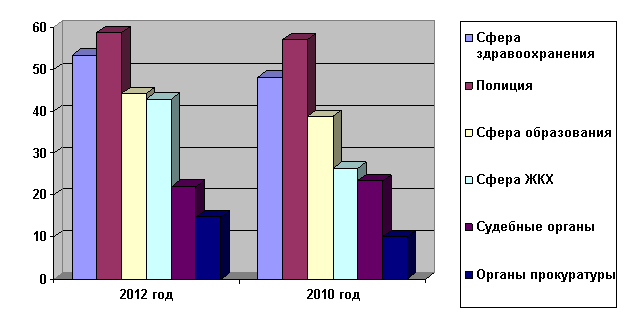 60
50
40
30
20
10
0
2012 год
2010 год
Сфера
здравоохранения
Полиция
Сфера образования
Сфера ЖКХ
Судебные органы
Органы прокуратуры